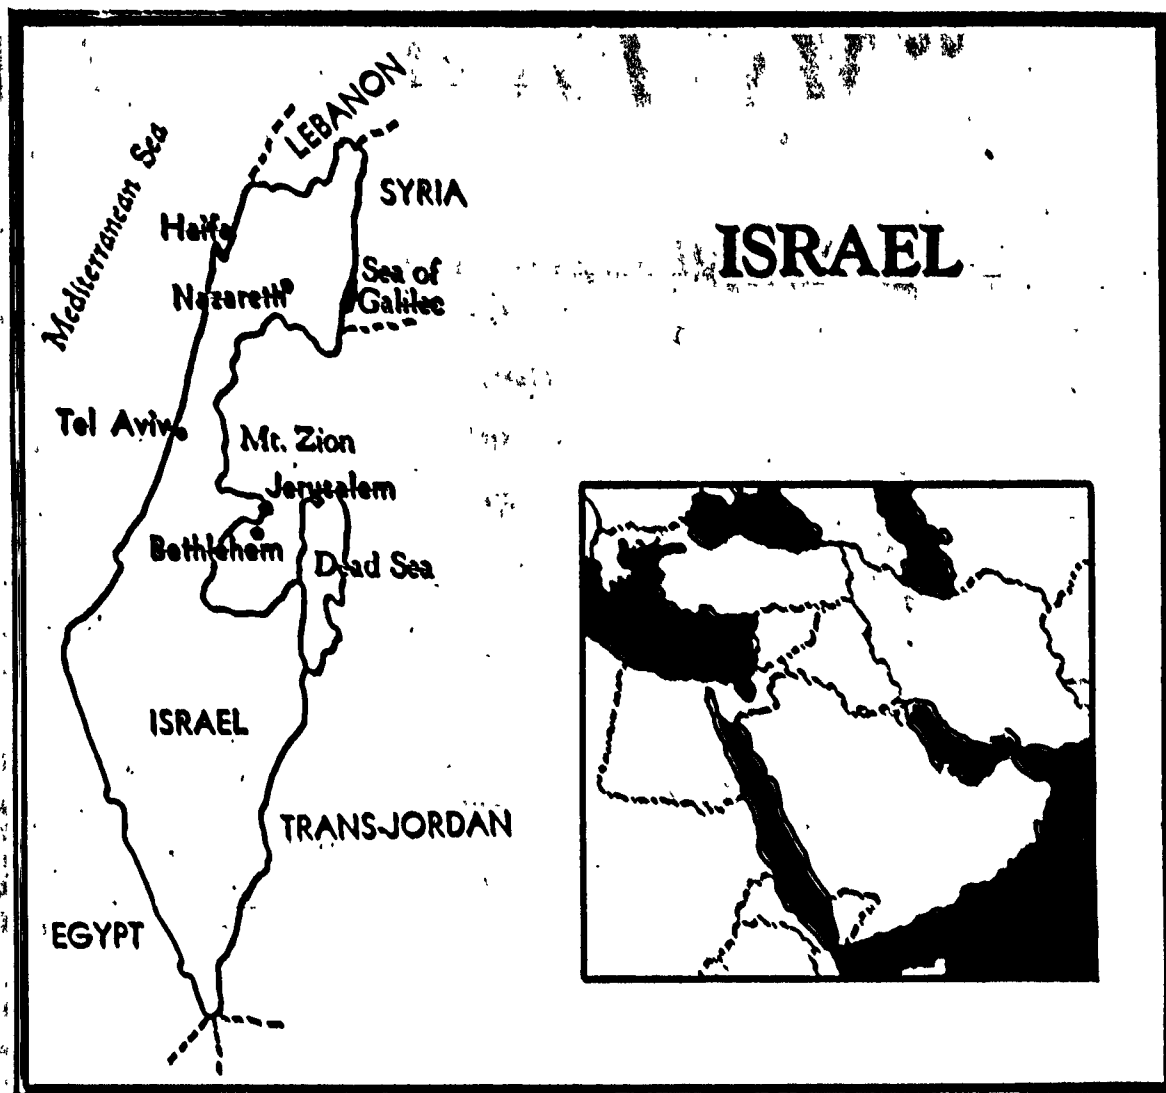 LEBANON
Mediterranean Sea
SYRIA
Haifa
ISRAEL
Sea of
Galilee
Nazareth
Tel Aviv
Mt. Zion
Jerusalem
Bethlehem
Dead Sea
ISRAEL
TRANS-JORDAN
EGYPT